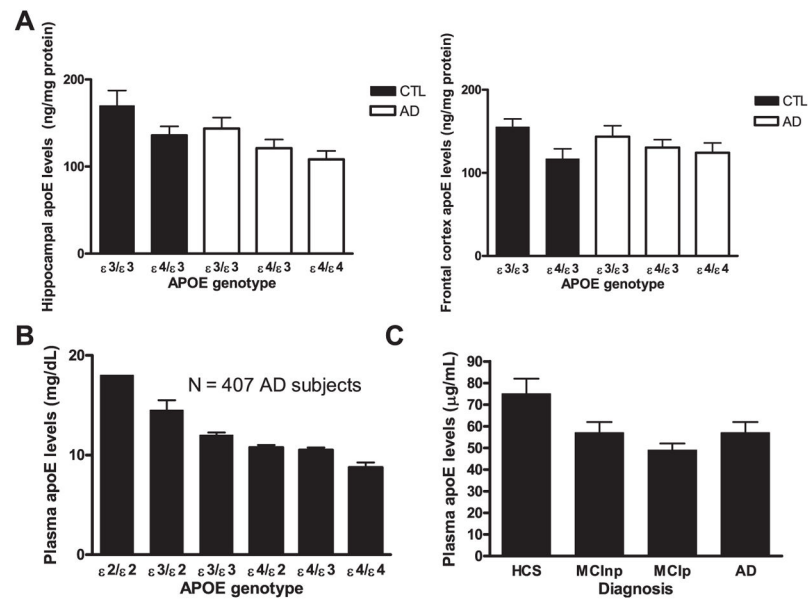 A
Hippocampal apoE levels (ng/mg protein)
200
100
0
ε3/ε3 ε4/ε3 ε3/ε3 ε4/ε3 ε4/ε4
APOE genotype
CTL
AD
Frontal cortex apoE levels (ng/mg protein)
200
100
0
ε3/ε3 ε4/ε3 ε3/ε3 ε4/ε3 ε4/ε4
APOE genotype
CTL
AD
B
Plasma apoE levels (mg/dL)
20
10
0
N = 407 AD subjects
ε2/ε2 ε3/ε2 ε3/ε3 ε4/ε2 ε4/ε3 ε4/ε4
APOE genotype
C
Plasma apoE levels (μg/mL)
90
80
70
60
50
40
30
20
10
0
HCS MCInp MCIp AD
Diagnosis